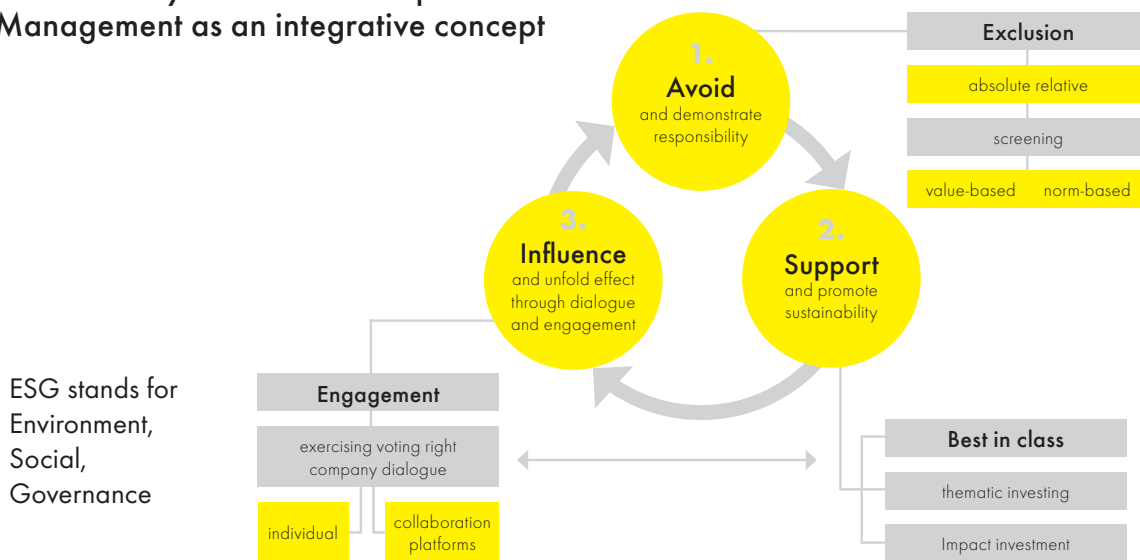 Management as an integrative concept
1.
Avoid
and demonstrate
responsibility
Exclusion
absolute relative
screening
value-based norm-based
3.
Influence
and unfold effect
through dialogue
and engagement
2.
Support
and promote
sustainability
ESG stands for
Environment,
Social,
Governance
Engagement
exercising voting right
company dialogue
individual
collaboration
platforms
Best in class
thematic investing
Impact investment